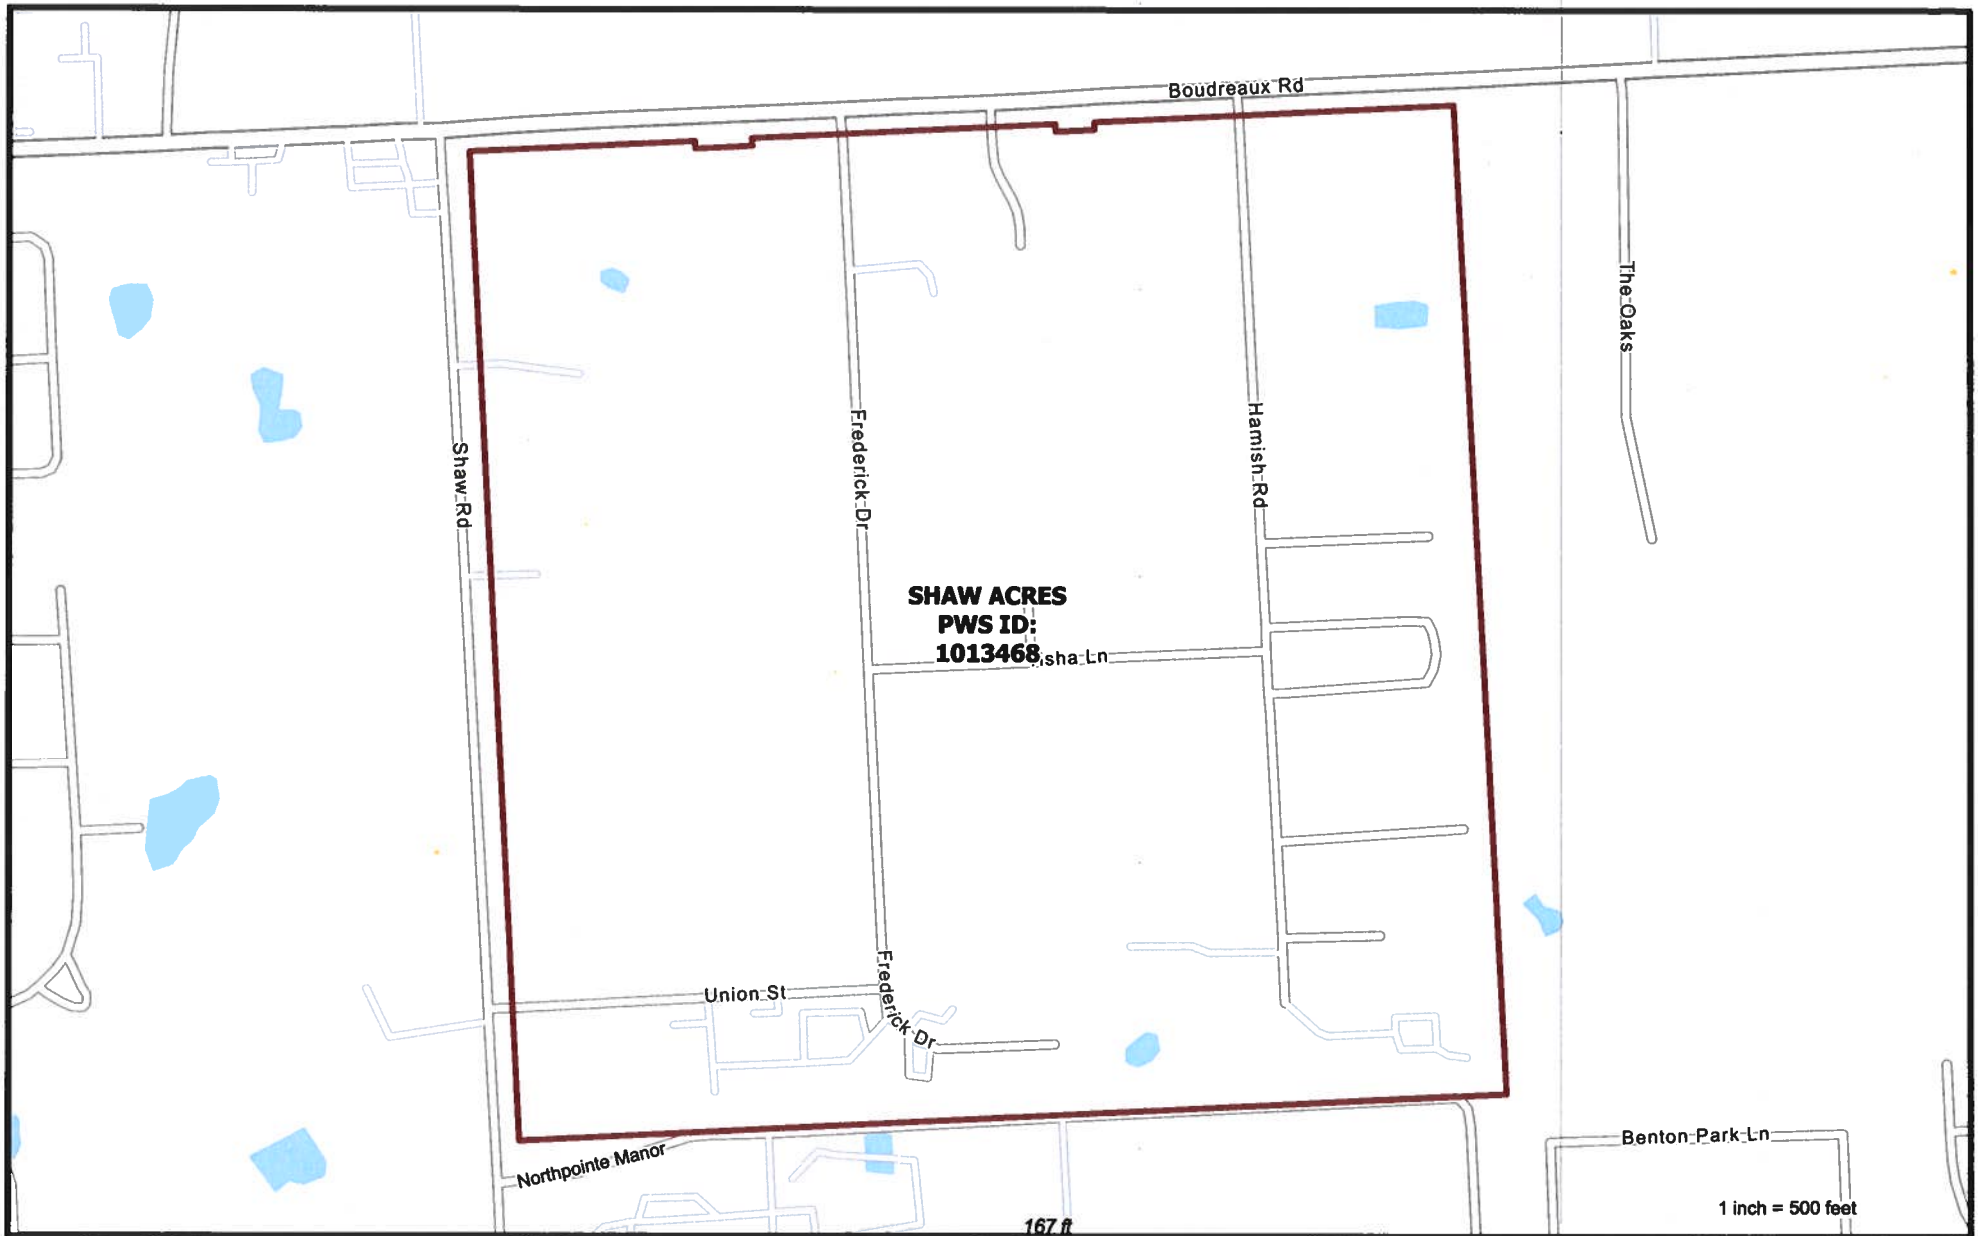 Boudreaux Rd
The Oaks
Frederick Dr
Hamish Rd
Shaw Rd
SHAW ACRES
PWS ID:
1013468
isha Ln
Union St
Frederick Dr
Northpointe Manor
Benton Park Ln
1 inch = 500 feet
167 ft